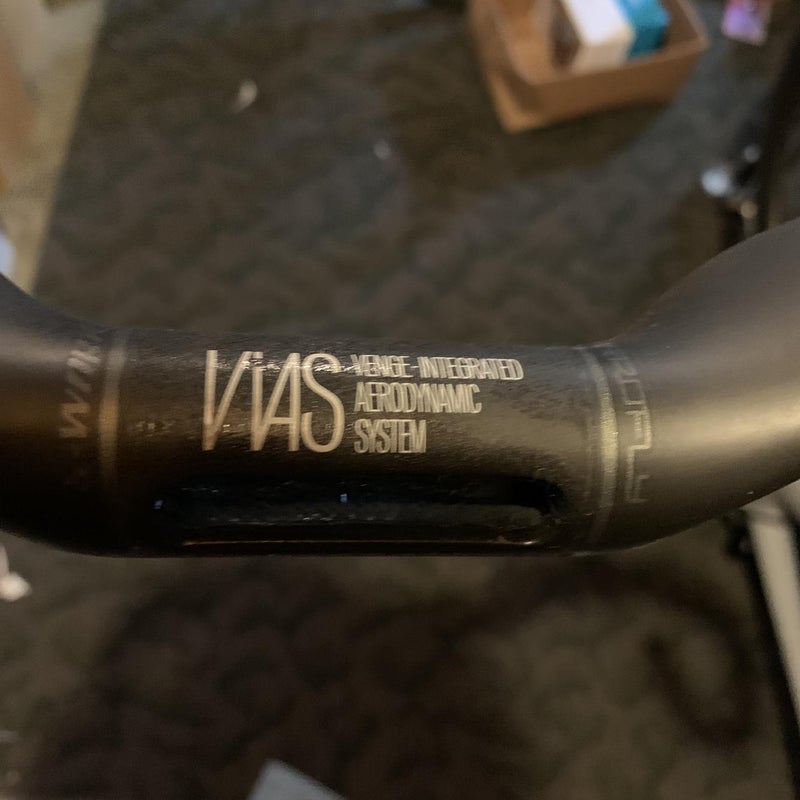 VIAS
VENGE-INTEGRATED
AERODYNAMIC
SYSTEM